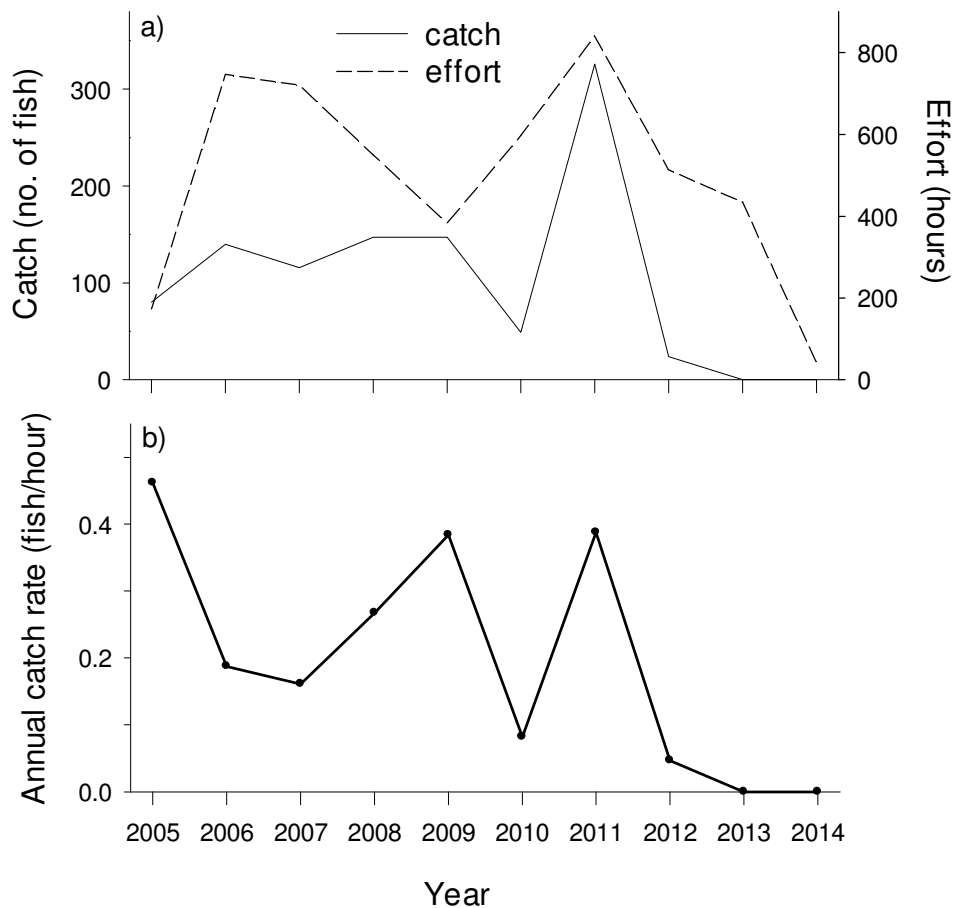 a)
catch
effort
Catch (no. of fish)
300
200
100
0
Effort (hours)
800
600
400
200
0
b)
Annual catch rate (fish/hour)
0.4
0.2
0.0
2005 2006 2007 2008 2009 2010 2011 2012 2013 2014
Year